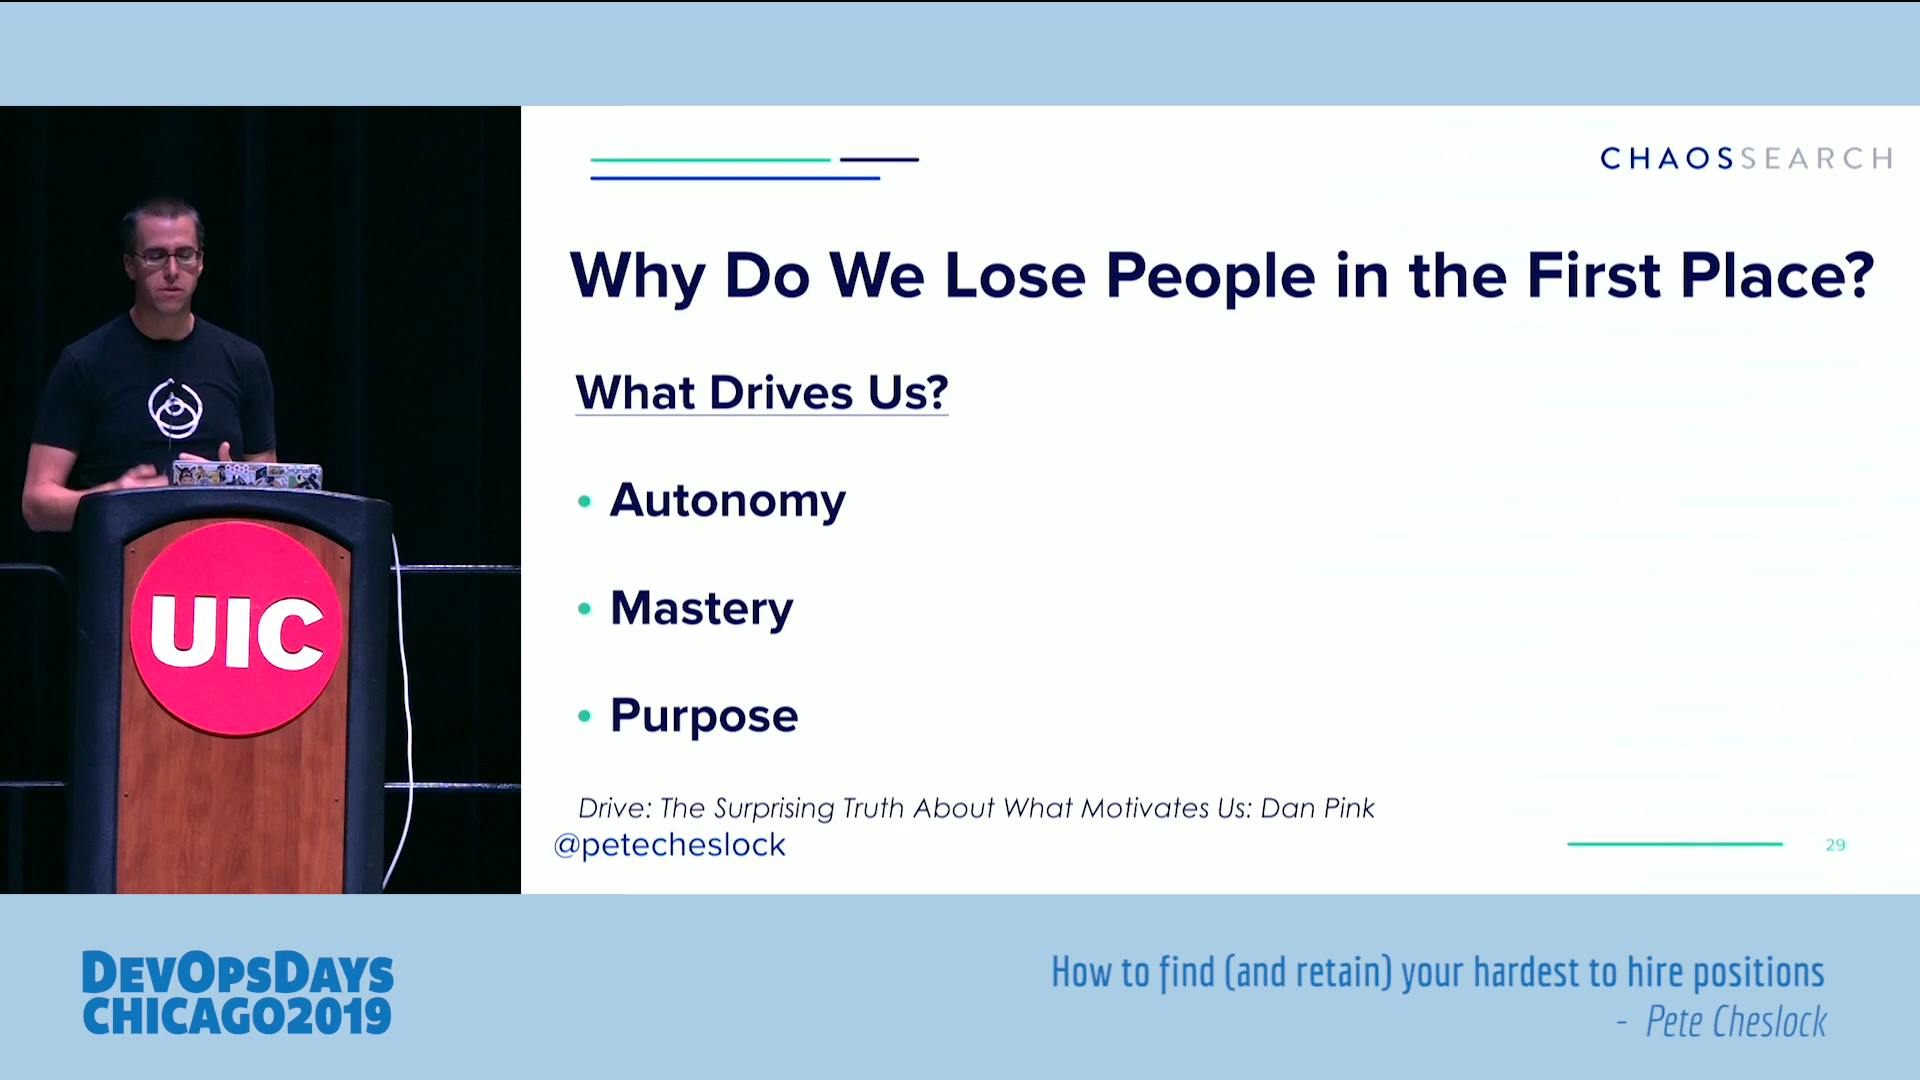 CHAOSSEARCH
Why Do We Lose People in the First Place?
What Drives Us?
• Autonomy
• Mastery
• Purpose
Drive: The Surprising Truth About What Motivates Us: Dan Pink
@petecheslock
29
UIC
DEVOPSDAYS
CHICAGO2019
How to find (and retain) your hardest to hire positions
- Pete Cheslock